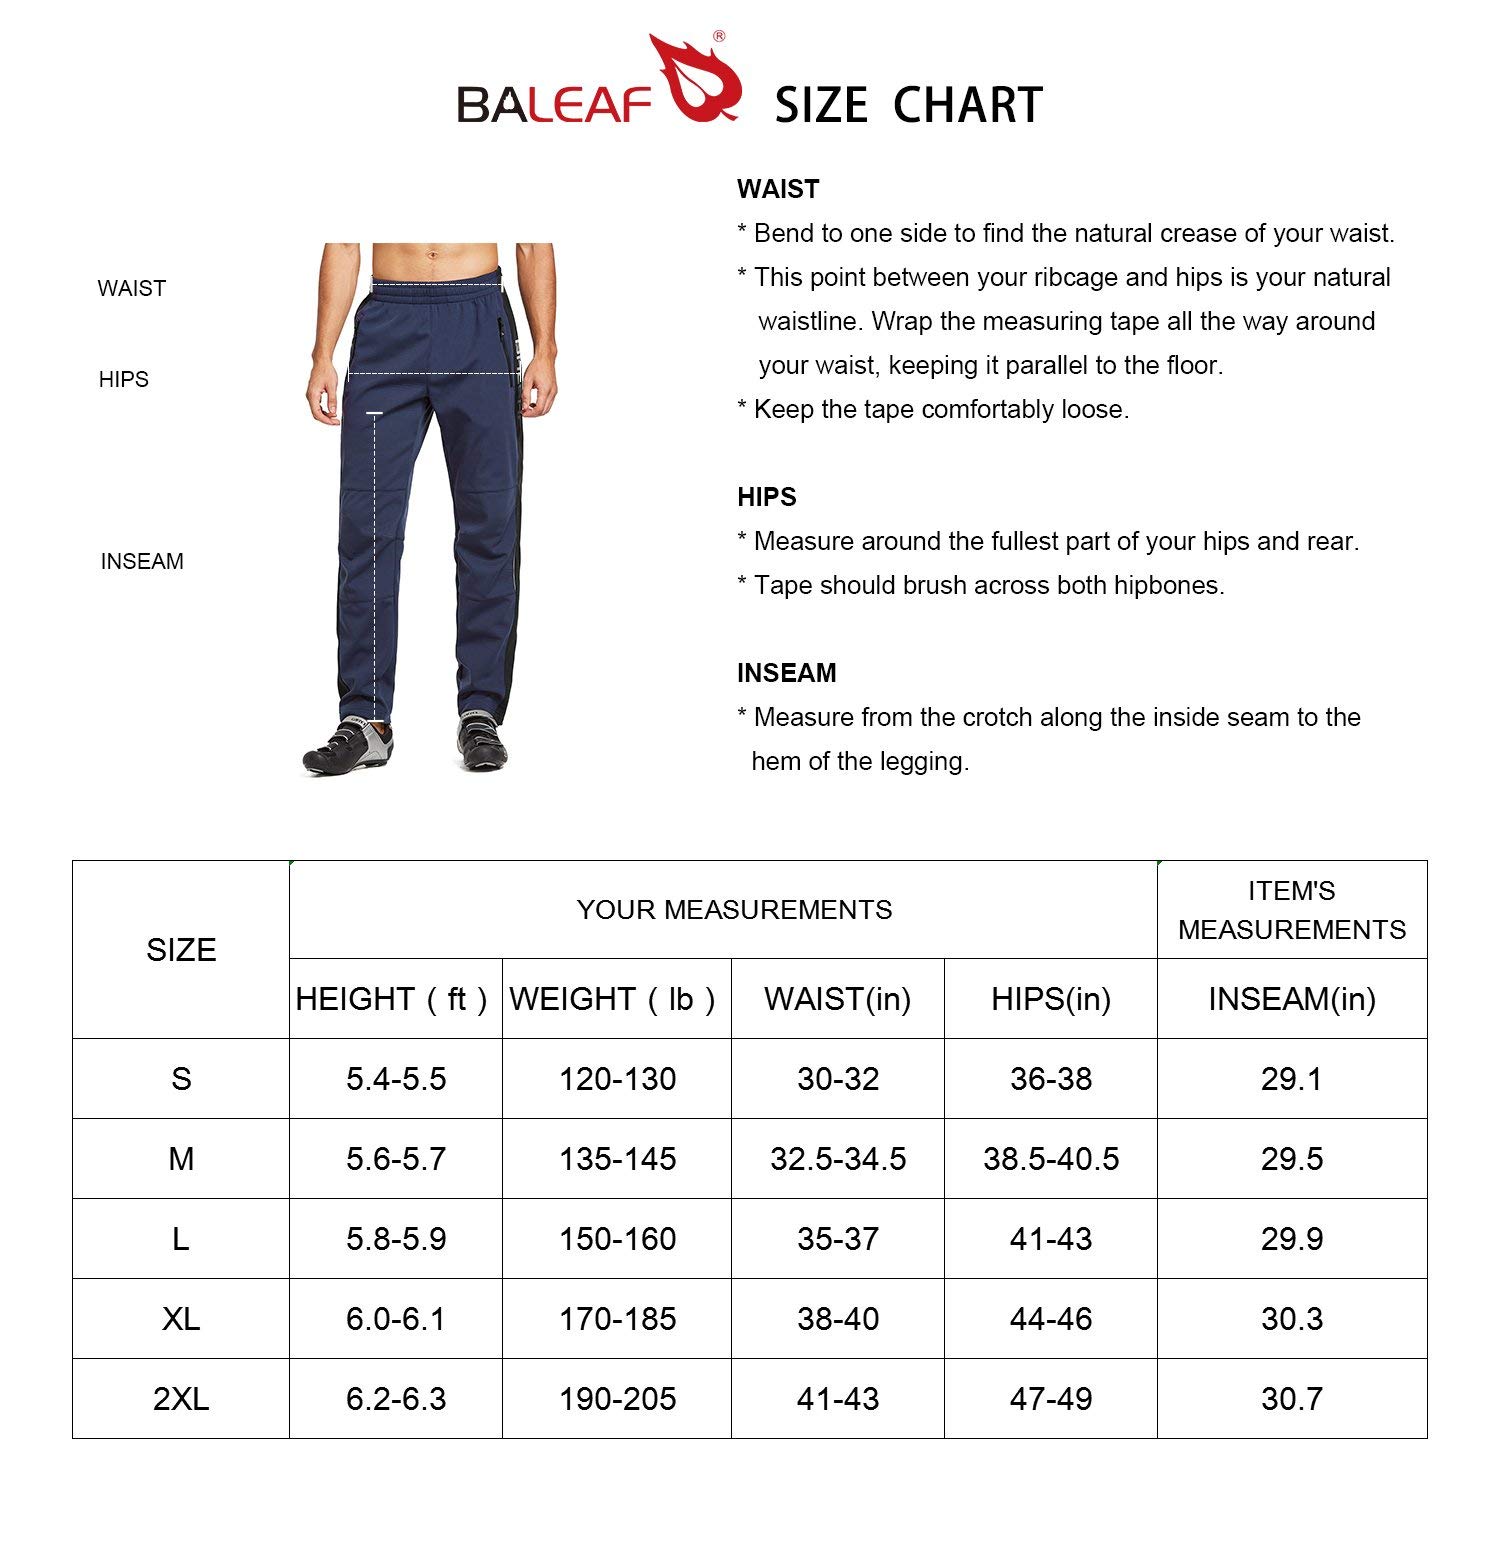 BALEAF® SIZE CHART
WAIST
HIPS
INSEAM
WAIST
* Bend to one side to find the natural crease of your waist.
* This point between your ribcage and hips is your natural
waistline. Wrap the measuring tape all the way around
your waist, keeping it parallel to the floor.
* Keep the tape comfortably loose.
HIPS
* Measure around the fullest part of your hips and rear.
* Tape should brush across both hipbones.
INSEAM
* Measure from the crotch along the inside seam to the
hem of the legging.
SIZE YOUR MEASUREMENTS ITEM'S
MEASUREMENTS
HEIGHT ( ft ) WEIGHT ( lb ) WAIST(in) HIPS(in) INSEAM(in)
S 5.4-5.5 120-130 30-32 36-38 29.1
M 5.6-5.7 135-145 32.5-34.5 38.5-40.5 29.5
L 5.8-5.9 150-160 35-37 41-43 29.9
XL 6.0-6.1 170-185 38-40 44-46 30.3
2XL 6.2-6.3 190-205 41-43 47-49 30.7